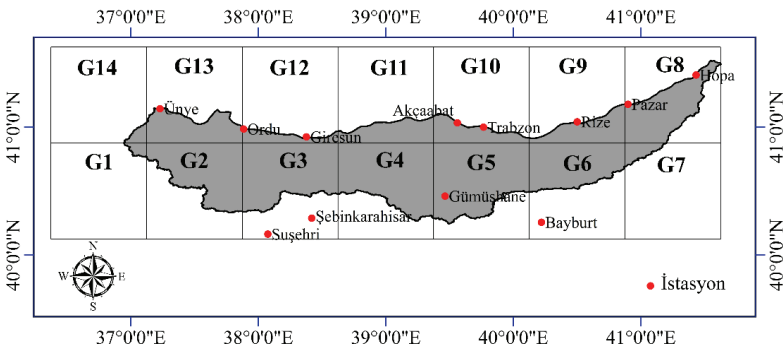 37°0'0"E 38°0'0"E 39°0'0"E 40°0'0"E 41°0'0"E
G14 G13 G12 G11 G10 G9 G8
Hopa
Ünye
Pazar
Akçaabat
Rize
Ordu
Trabzon
Giresun
41°0'0"N 41°0'0"N
G1 G2 G3 G4 G5 G6 G7
Gümüşhane
Şebinkarahisar
Bayburt
Suşehri
40°0'0"N 40°0'0"N
N
W E
S
İstasyon
37°0'0"E 38°0'0"E 39°0'0"E 40°0'0"E 41°0'0"E